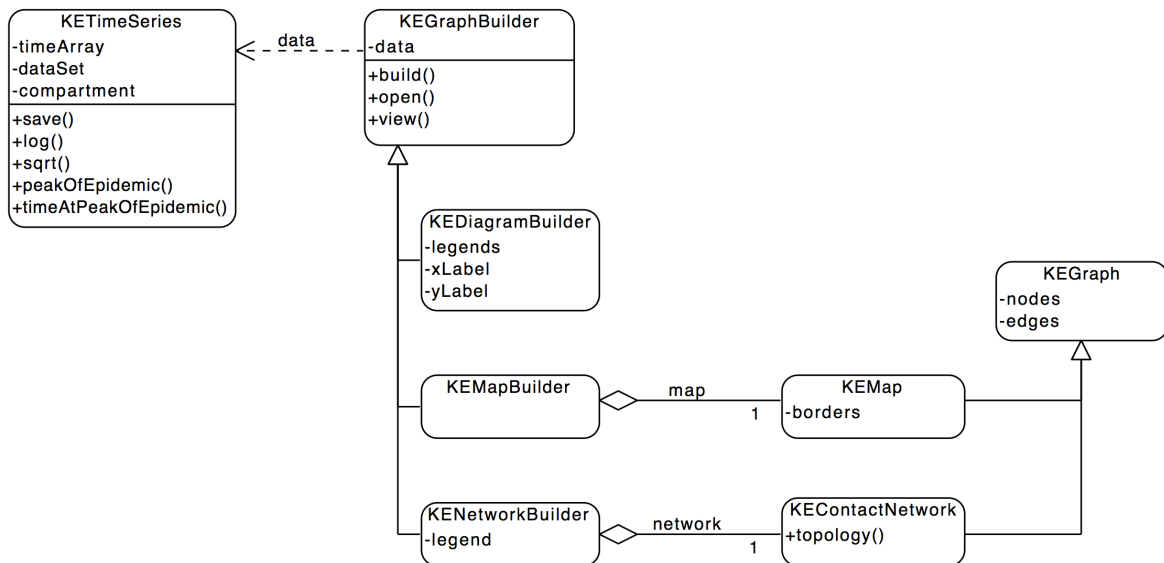 KETimeSeries
-timeArray
-dataSet
-compartment
+save()
+log()
+sqrt()
+peakOfEpidemic()
+timeAtPeakOfEpidemic()
data
KEGraphBuilder
-data
+build()
+open()
+view()
KEDiagramBuilder
-legends
-xLabel
-yLabel
KEGraph
-nodes
-edges
KEMapBuilder
map
1
KEMap
-borders
KENetworkBuilder
-legend
network
1
KEContactNetwork
+topology()